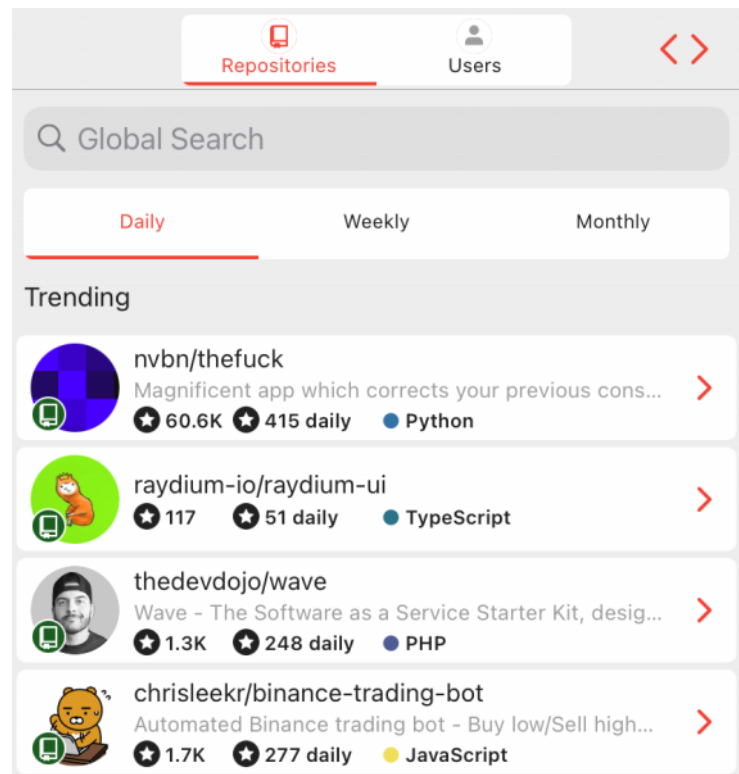 Repositories
Users
Global Search
Daily
Weekly
Monthly
Trending
nvbn/thefuck
Magnificent app which corrects your previous cons...
60.6K 415 daily Python
raydium-io/raydium-ui
117 51 daily TypeScript
thedevdojo/wave
Wave - The Software as a Service Starter Kit, desig...
1.3K 248 daily PHP
chrisleekr/binance-trading-bot
Automated Binance trading bot - Buy low/Sell high...
1.7K 277 daily JavaScript